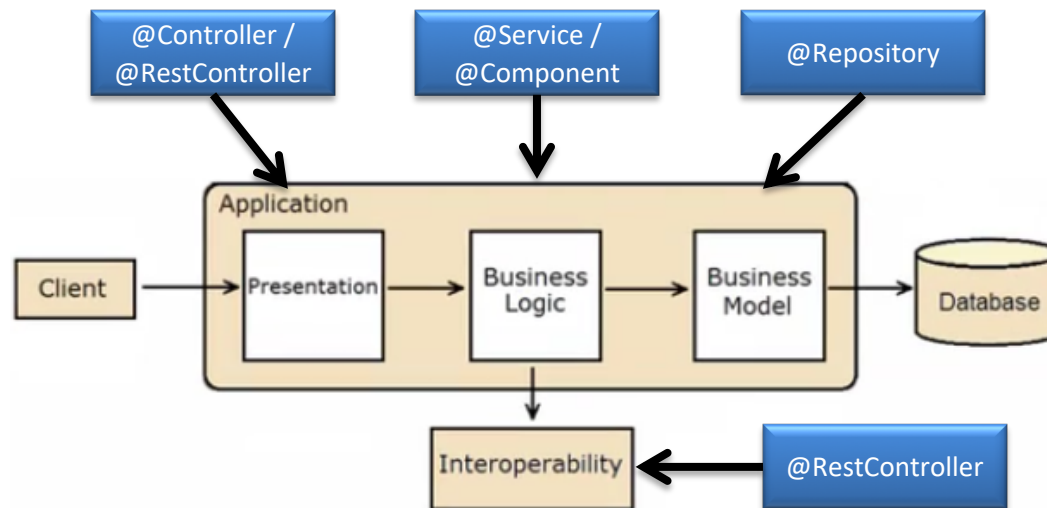 @Controller /
@RestController
@Service /
@Component
@Repository
Application
Client
Presentation
Business
Logic
Business
Model
Database
Interoperability
@RestController